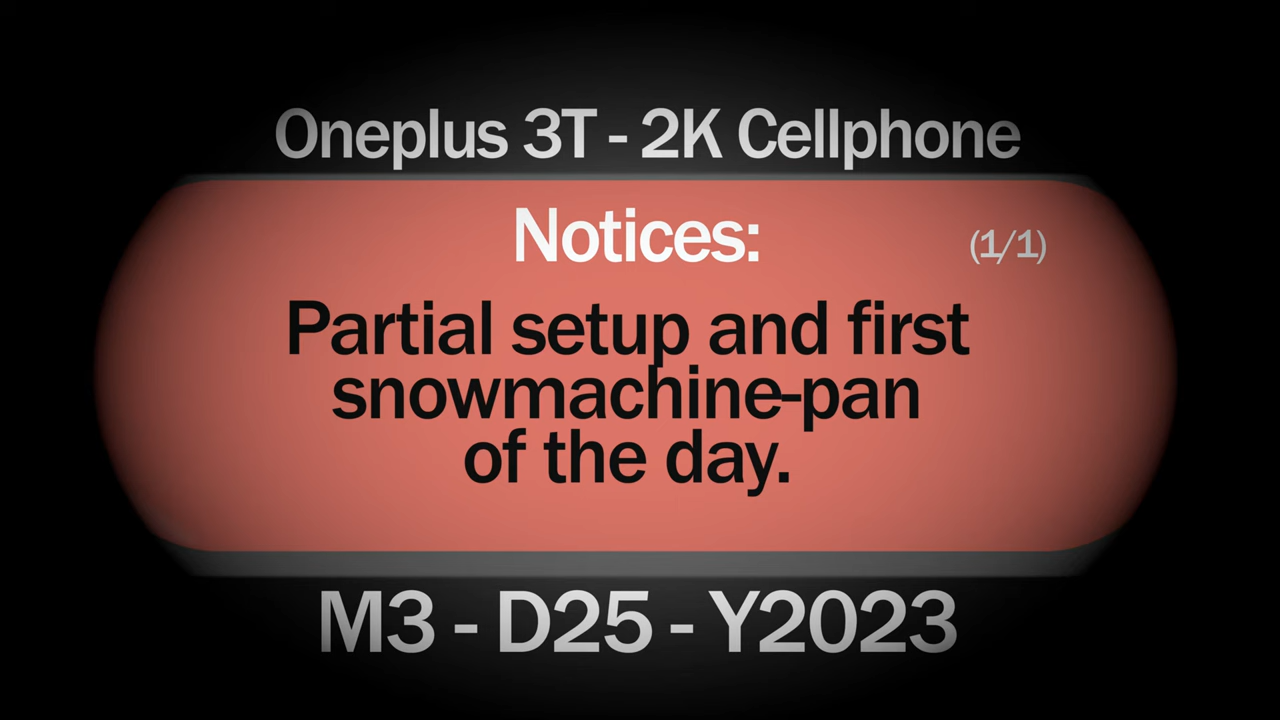 Oneplus 3T - 2K Cellphone
Notices:
(1/1)
Partial setup and first
snowmachine-pan
of the day.
M3 - D25 - Y2023